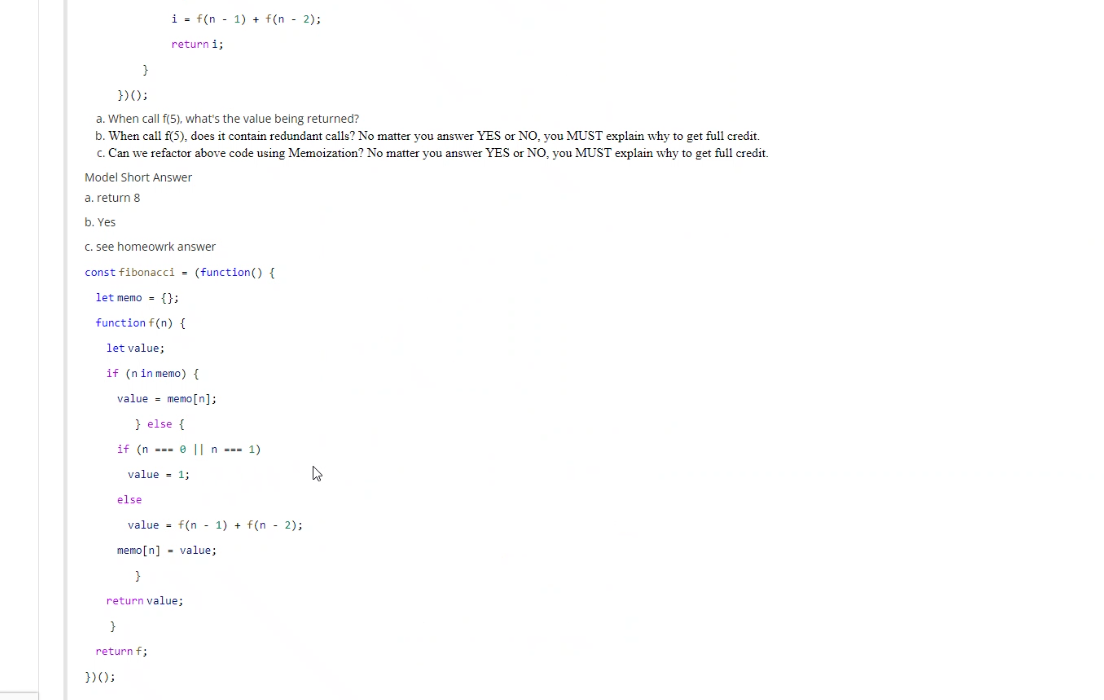 i = f(n - 1) + f(n - 2);
return i;
}
})();
a. When call f(5), what's the value being returned?
b. When call f(5), does it contain redundant calls? No matter you answer YES or NO, you MUST explain why to get full credit.
c. Can we refactor above code using Memoization? No matter you answer YES or NO, you MUST explain why to get full credit.
Model Short Answer
a. return 8
b. Yes
c. see homeowrk answer
const fibonacci = (function() {
let memo = {};
function f(n) {
let value;
if (n in memo) {
value = memo[n];
} else {
if (n === 0 || n === 1)
value = 1;
else
value = f(n - 1) + f(n - 2);
memo[n] = value;
}
return value;
}
return f;
})();